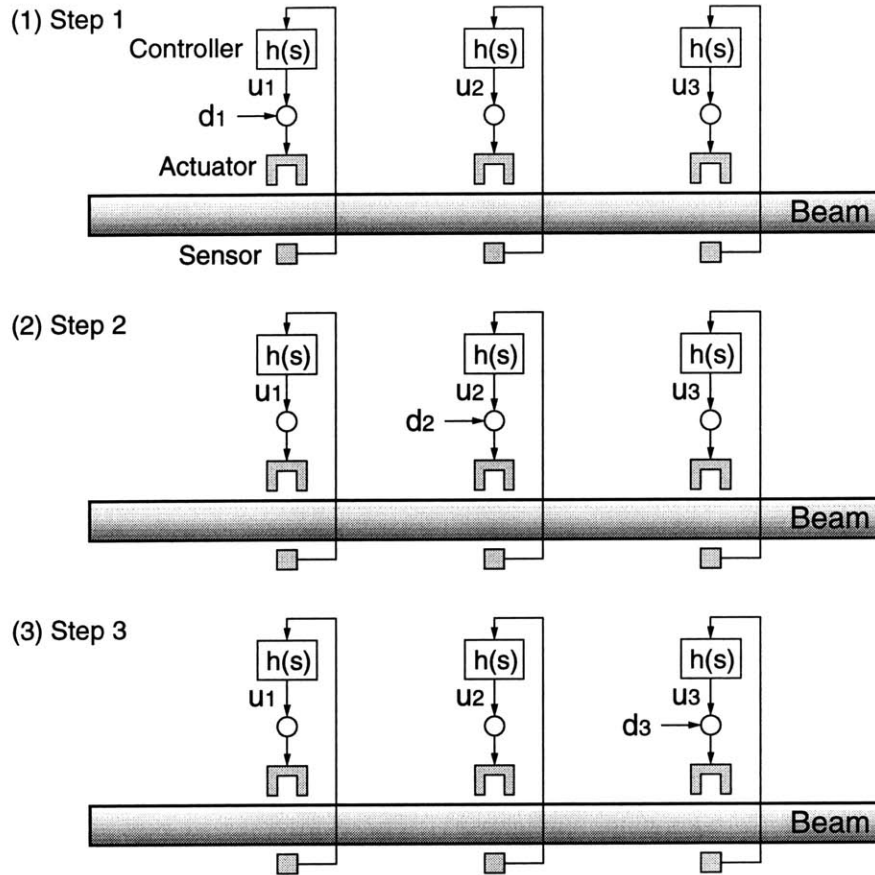 (1) Step 1
Controller h(s) h(s) h(s)
u1 u2 u3
d1
Actuator
Beam
Sensor
(2) Step 2
h(s) h(s) h(s)
u1 u2 u3
d2
Beam
(3) Step 3
h(s) h(s) h(s)
u1 u2 u3
d3
Beam